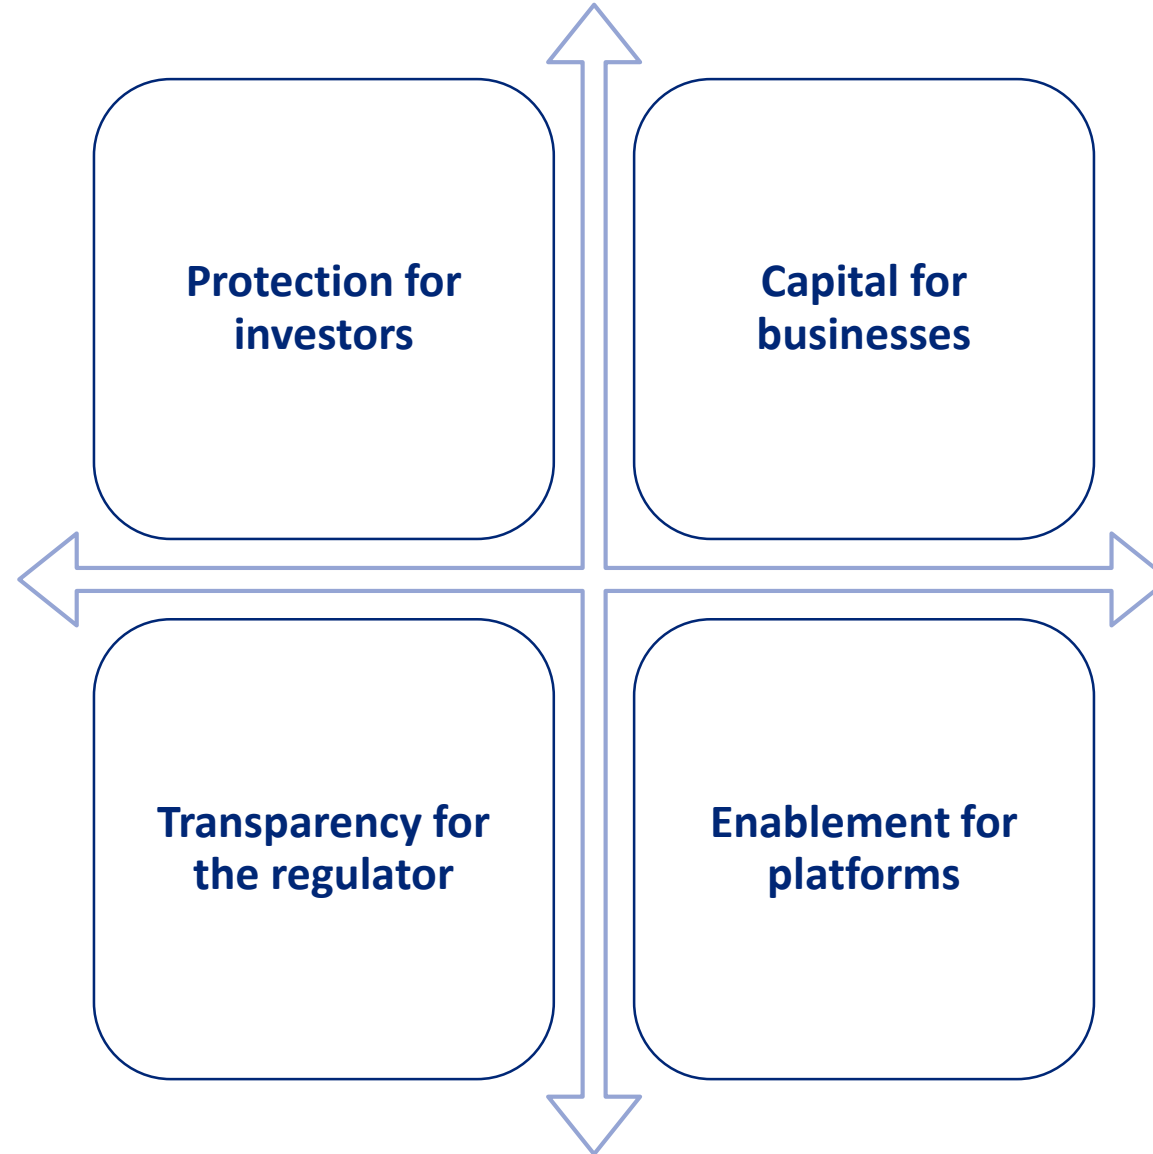 Protection for
investors
Capital for
businesses
Transparency for
the regulator
Enablement for
platforms